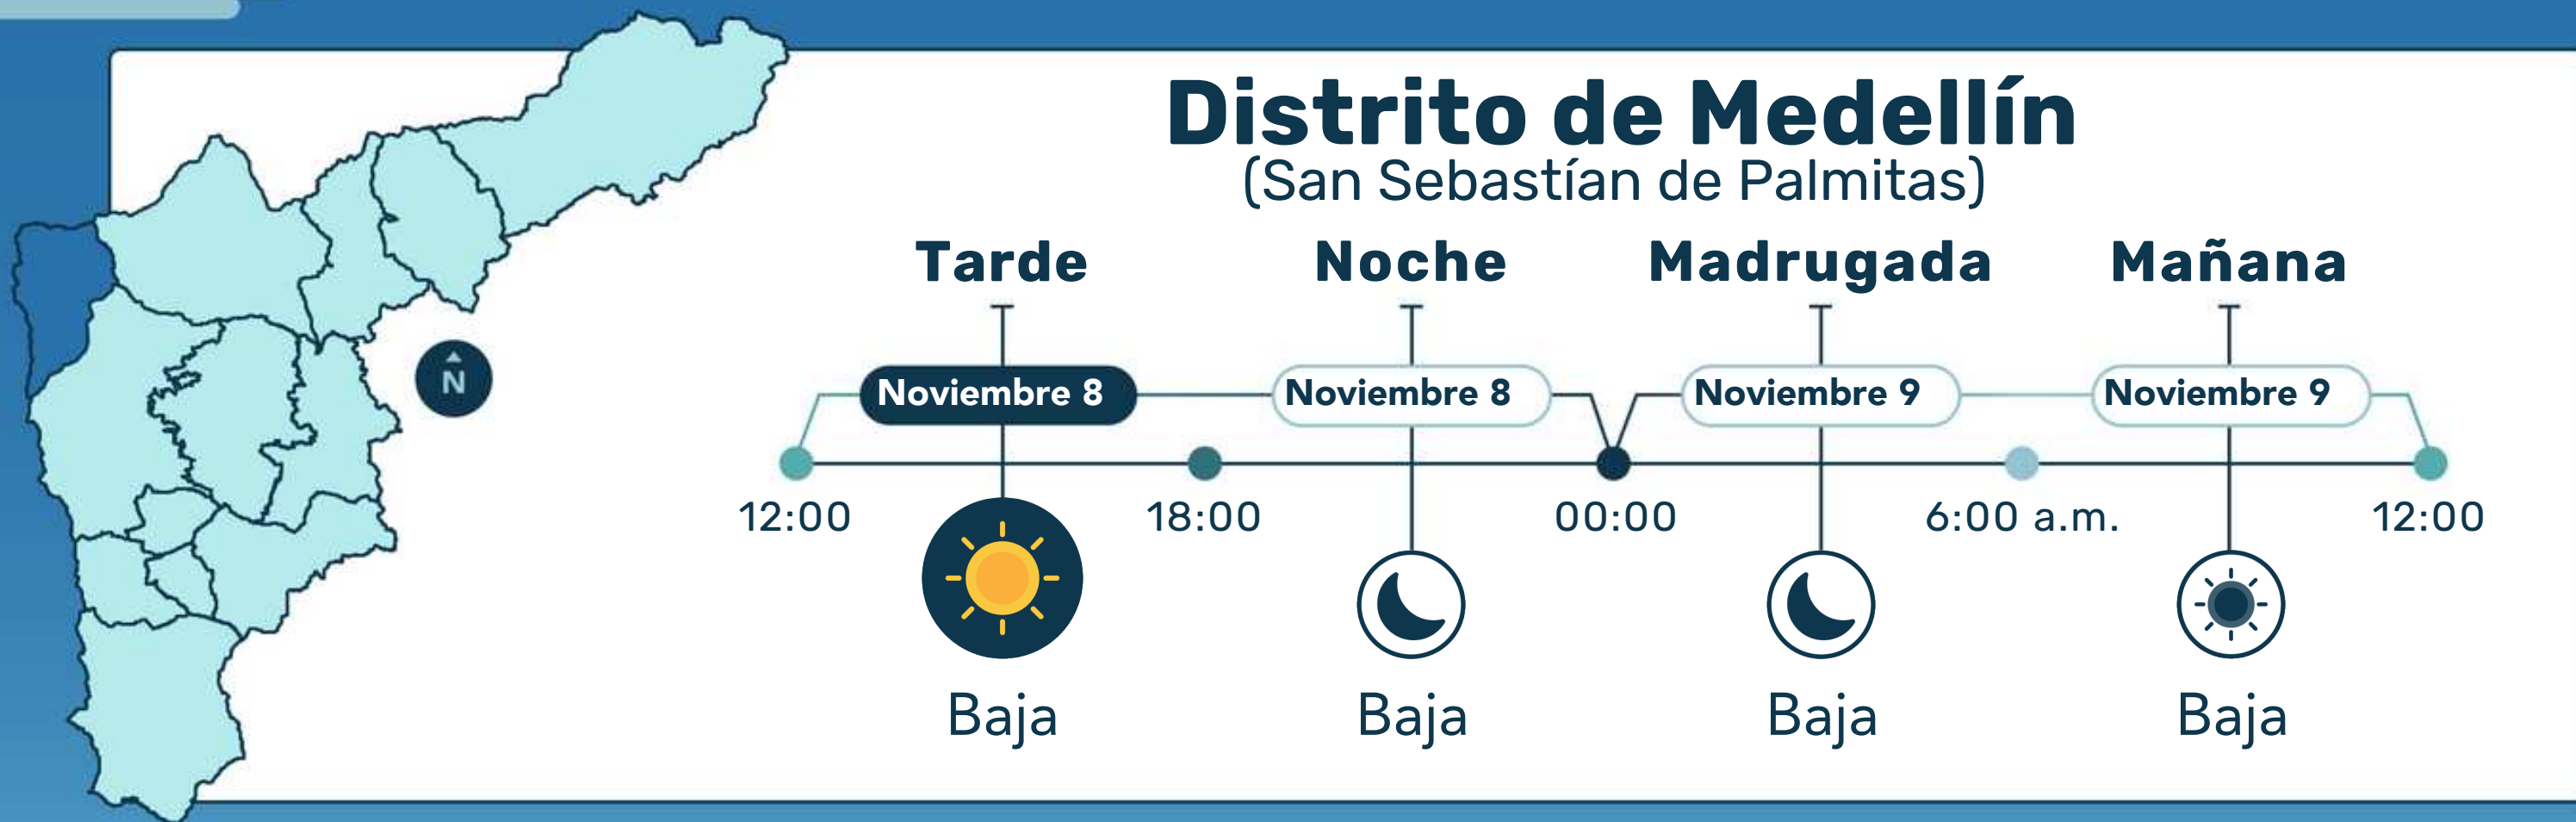 Distrito de Medellín
(San Sebastían de Palmitas)
Tarde Noche Madrugada Mañana
Noviembre 8 Noviembre 8 Noviembre 9 Noviembre 9
N
12:00 18:00 00:00 6:00 a.m. 12:00
Baja Baja Baja Baja